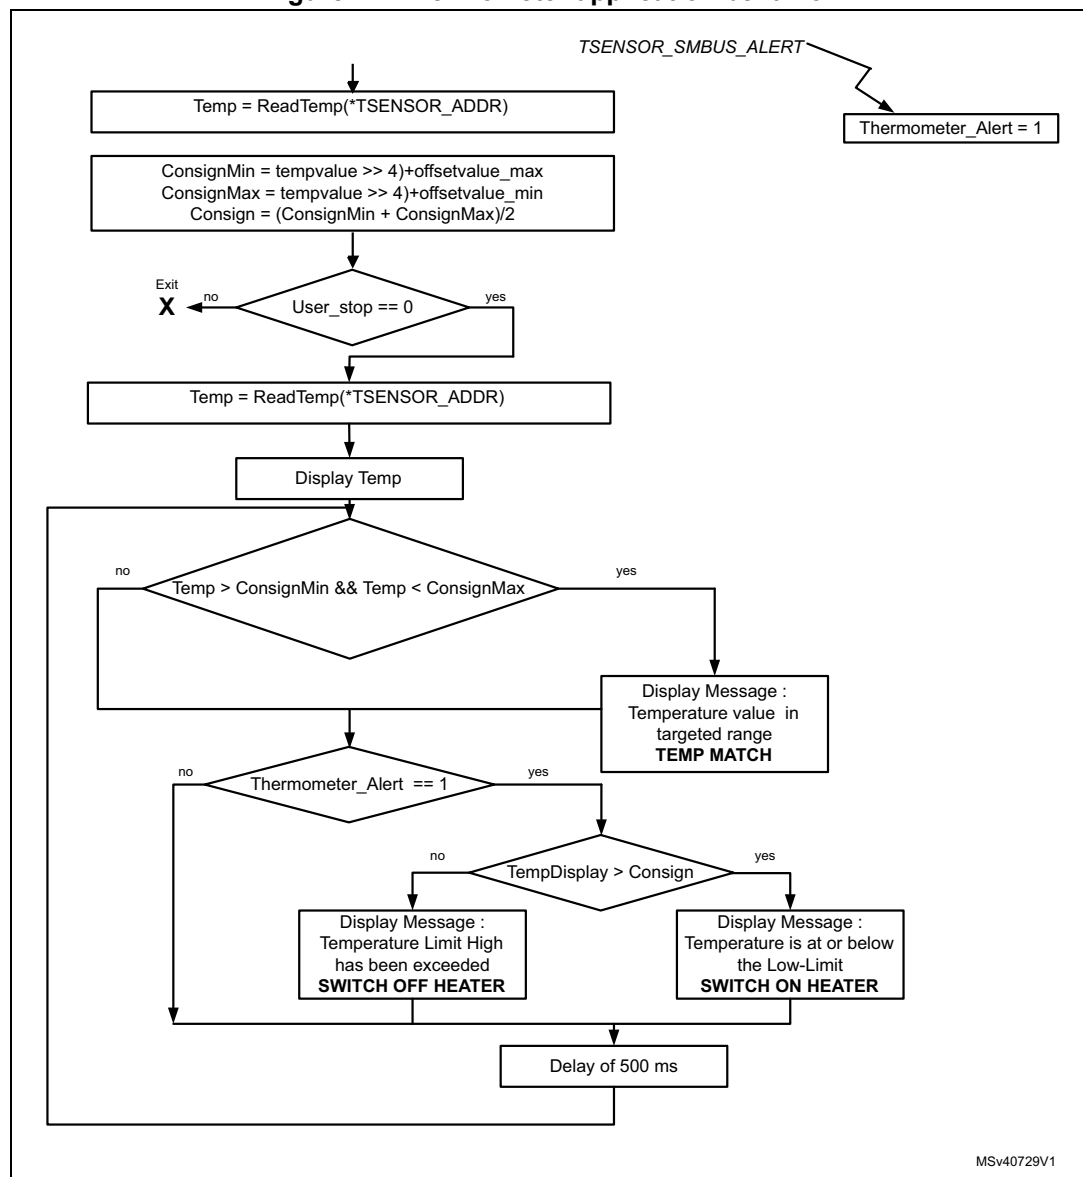 TSENSOR_SMBUS_ALERT
Temp = ReadTemp(*TSENSOR_ADDR)
Thermometer_Alert = 1
ConsignMin = tempvalue >> 4)+offsetvalue_max
ConsignMax = tempvalue >> 4)+offsetvalue_min
Consign = (ConsignMin + ConsignMax)/2
Exit
X
no
User_stop == 0
yes
Temp = ReadTemp(*TSENSOR_ADDR)
Display Temp
no
Temp > ConsignMin && Temp < ConsignMax
yes
Display Message :
Temperature value in
targeted range
TEMP MATCH
no
Thermometer_Alert == 1
yes
no
TempDisplay > Consign
yes
Display Message :
Temperature Limit High
has been exceeded
SWITCH OFF HEATER
Display Message :
Temperature is at or below
the Low-Limit
SWITCH ON HEATER
Delay of 500 ms
MSv40729V1